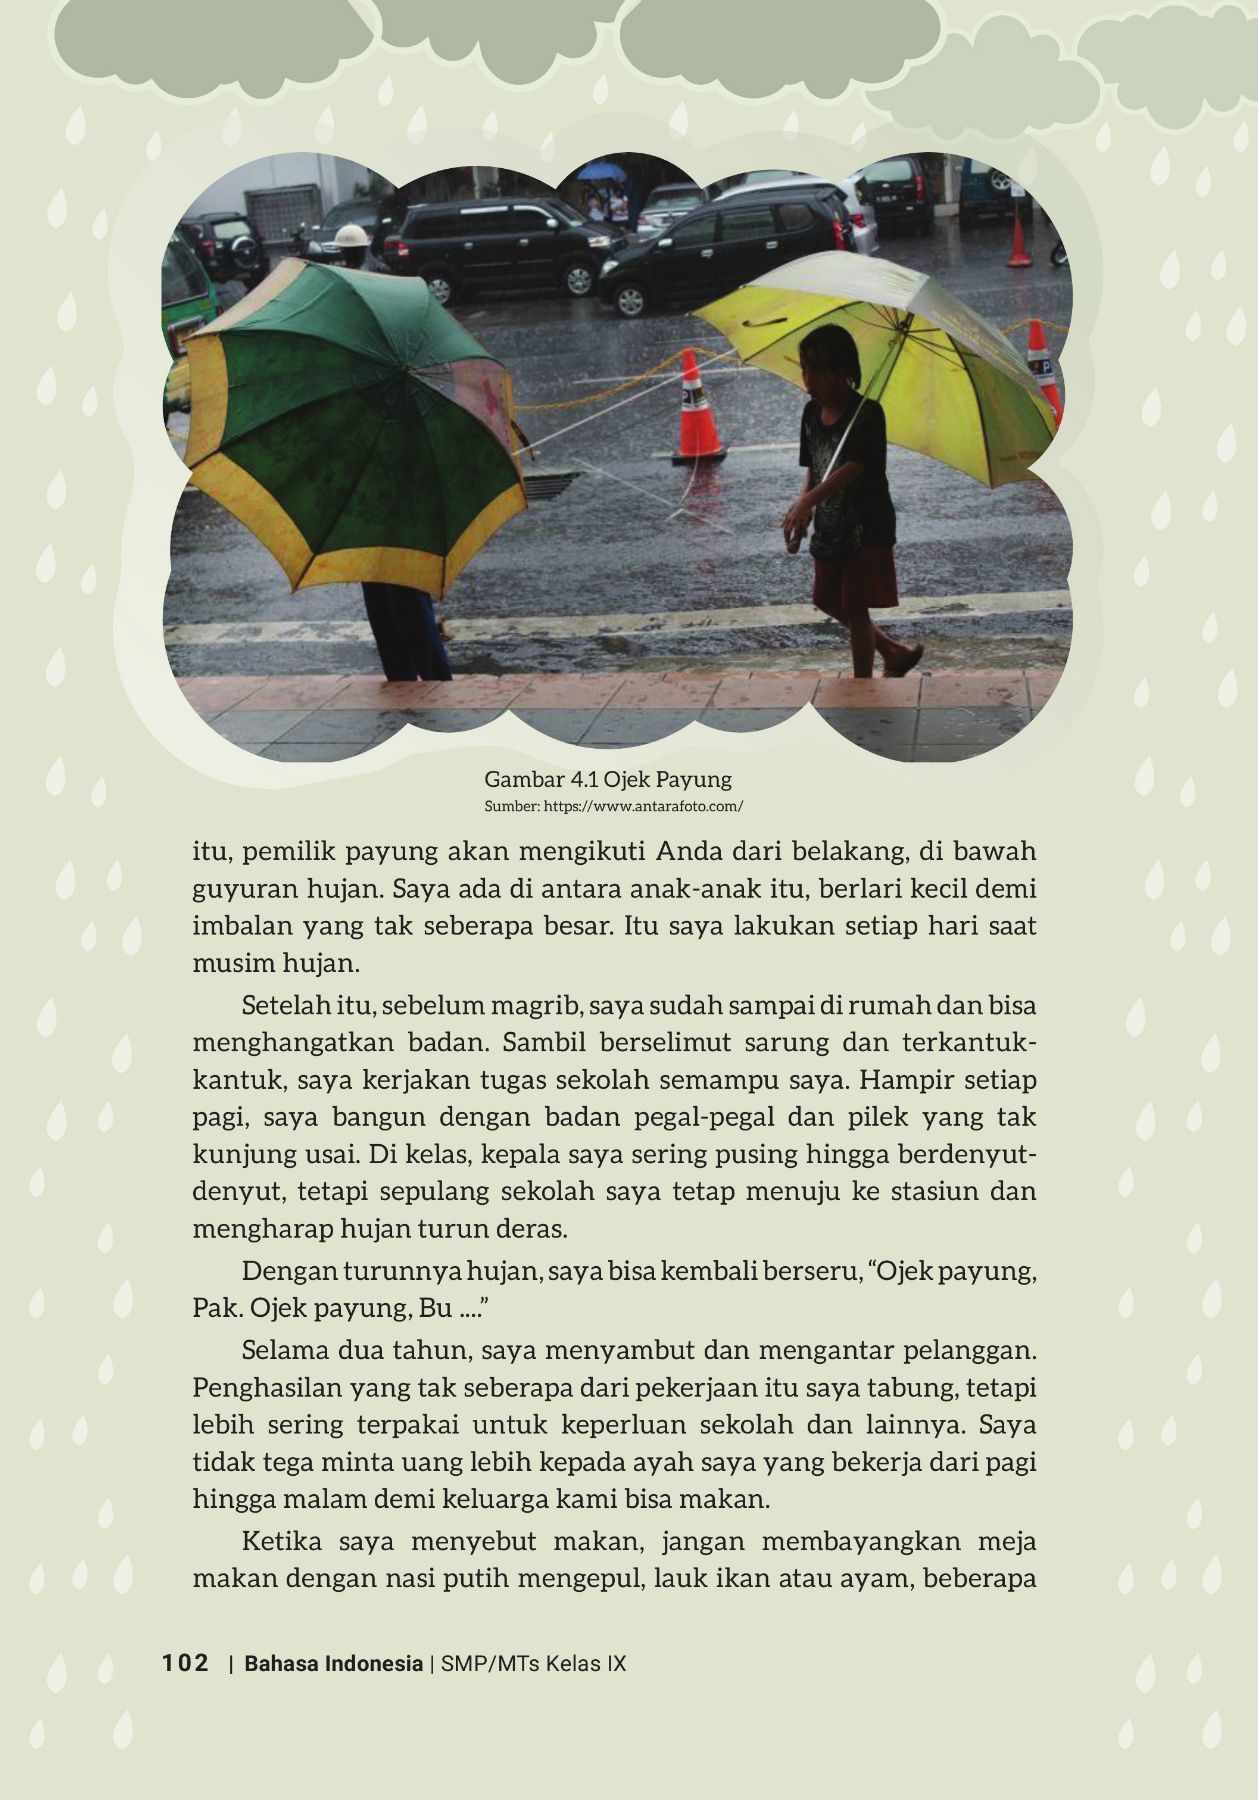 Gambar 4.1 Ojek Payung
Sumber: https://www.antarafoto.com/
itu, pemilik payung akan mengikuti Anda dari belakang, di bawah
guyuran hujan. Saya ada di antara anak-anak itu, berlari kecil demi
imbalan yang tak seberapa besar. Itu saya lakukan setiap hari saat
musim hujan.
Setelah itu, sebelum magrib, saya sudah sampai di rumah dan bisa
menghangatkan badan. Sambil berselimut sarung dan terkantuk-
kantuk, saya kerjakan tugas sekolah semampu saya. Hampir setiap
pagi, saya bangun dengan badan pegal-pegal dan pilek yang tak
kunjung usai. Di kelas, kepala saya sering pusing hingga berdenyut-
denyut, tetapi sepulang sekolah saya tetap menuju ke stasiun dan
mengharap hujan turun deras.
Dengan turunnya hujan, saya bisa kembali berseru, “Ojek payung,
Pak. Ojek payung, Bu ....”
Selama dua tahun, saya menyambut dan mengantar pelanggan.
Penghasilan yang tak seberapa dari pekerjaan itu saya tabung, tetapi
lebih sering terpakai untuk keperluan sekolah dan lainnya. Saya
tidak tega minta uang lebih kepada ayah saya yang bekerja dari pagi
hingga malam demi keluarga kami bisa makan.
Ketika saya menyebut makan, jangan membayangkan meja
makan dengan nasi putih mengepul, lauk ikan atau ayam, beberapa
102 | Bahasa Indonesia | SMP/MTs Kelas IX